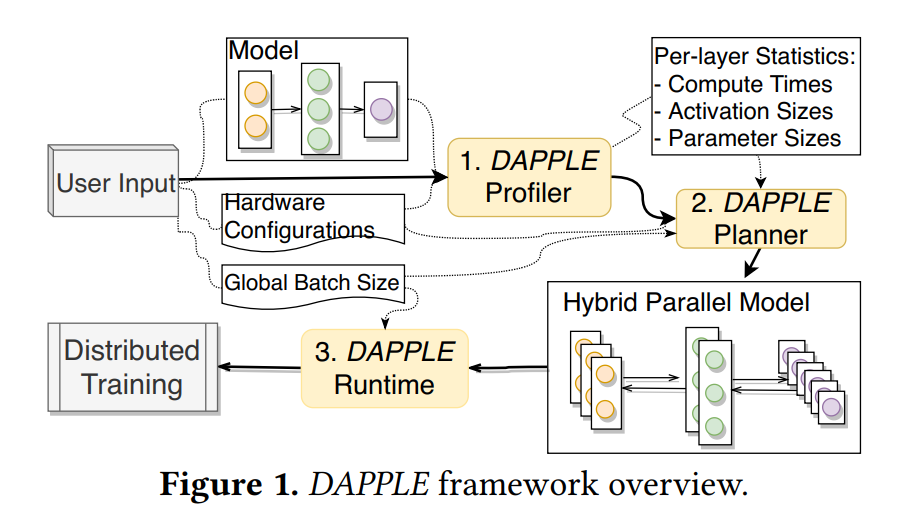 Model
Per-layer Statistics:
- Compute Times
- Activation Sizes
- Parameter Sizes
User Input
1. DAPPLE
Profiler
Hardware
Configurations
2. DAPPLE
Planner
Global Batch Size
Hybrid Parallel Model
Distributed
Training
3. DAPPLE
Runtime
Figure 1. DAPPLE framework overview.